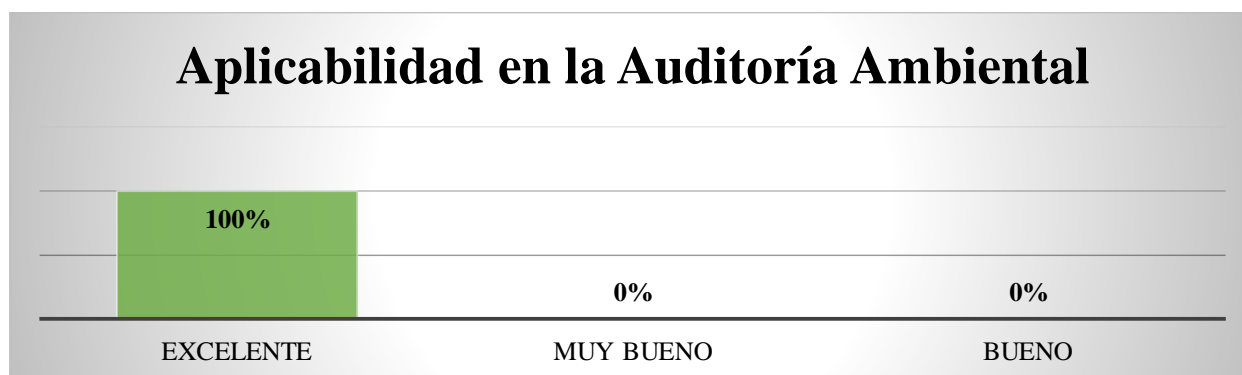 Aplicabilidad en la Auditoría Ambiental
100%
0%
0%
EXCELENTE
MUY BUENO
BUENO